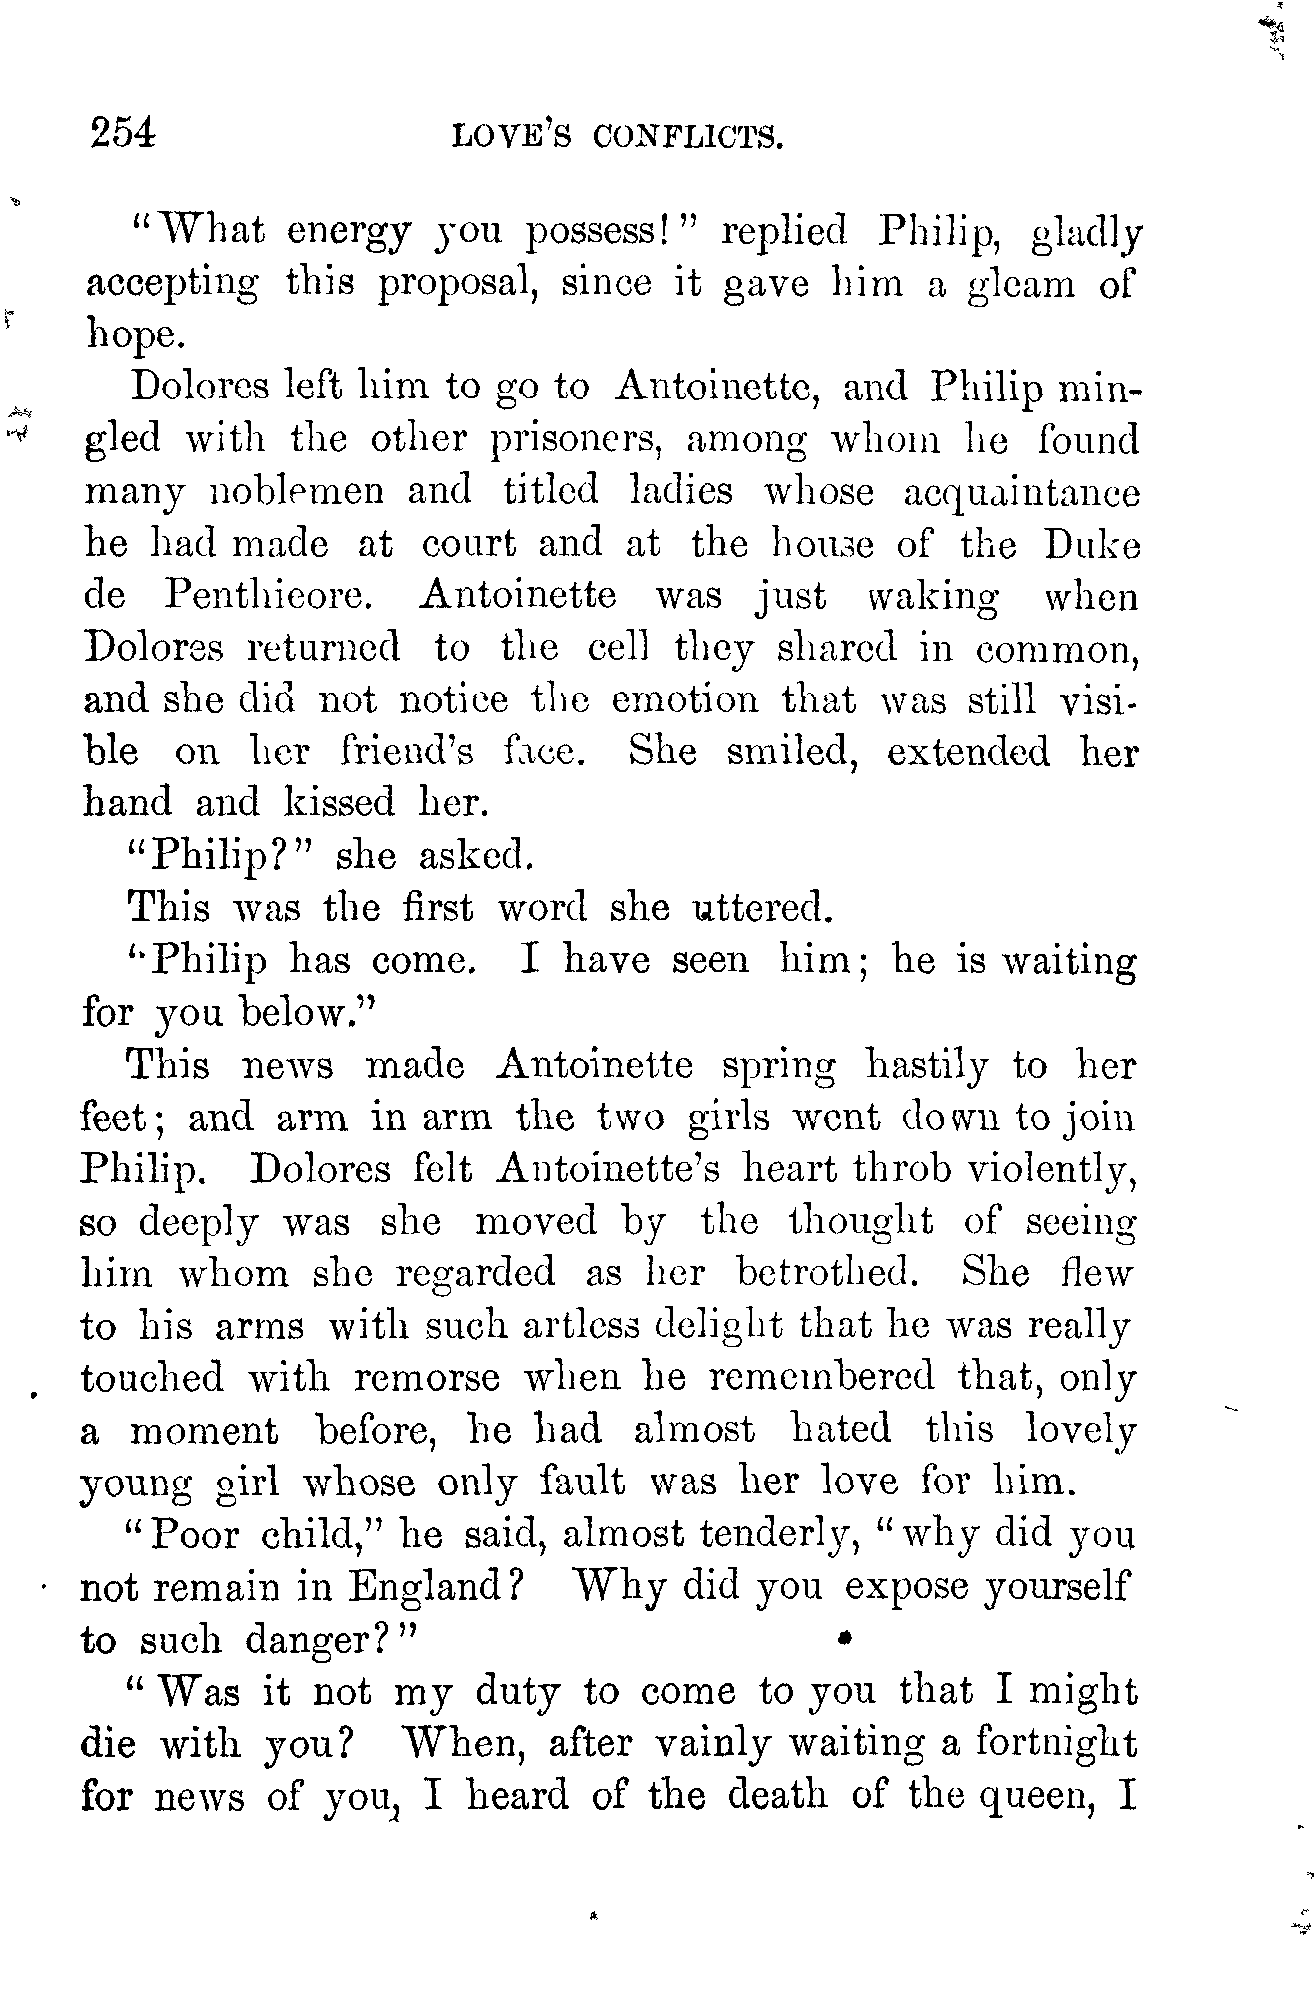 254 LOVE'S CONFLICTS.
"What energy you possess!" replied Philip, gladly
accepting this proposal, since it gave him a gleam of
hope.
Dolores left him to go to Antoinette, and Philip min-
gled with the other prisoners, among whom he found
many noblemen and titled ladies whose acquaintance
he had made at court and at the house of the Duke
de Penthieore. Antoinette was just waking when
Dolores returned to the cell they shared in common,
and she did not notice the emotion that was still visi-
ble on her friend's face. She smiled, extended her
hand and kissed her.
"Philip?" she asked.
This was the first word she uttered.
"Philip has come. I have seen him; he is waiting
for you below."
This news made Antoinette spring hastily to her
feet; and arm in arm the two girls went down to join
Philip. Dolores felt Antoinette's heart throb violently,
so deeply was she moved by the thought of seeing
him whom she regarded as her betrothed. She flew
to his arms with such artless delight that he was really
touched with remorse when he remembered that, only
a moment before, he had almost hated this lovely
young girl whose only fault was her love for him.
"Poor child," he said, almost tenderly, "why did you
not remain in England? Why did you expose yourself
to such danger?"
"Was it not my duty to come to you that I might
die with you? When, after vainly waiting a fortnight
for news of you, I heard of the death of the queen, I